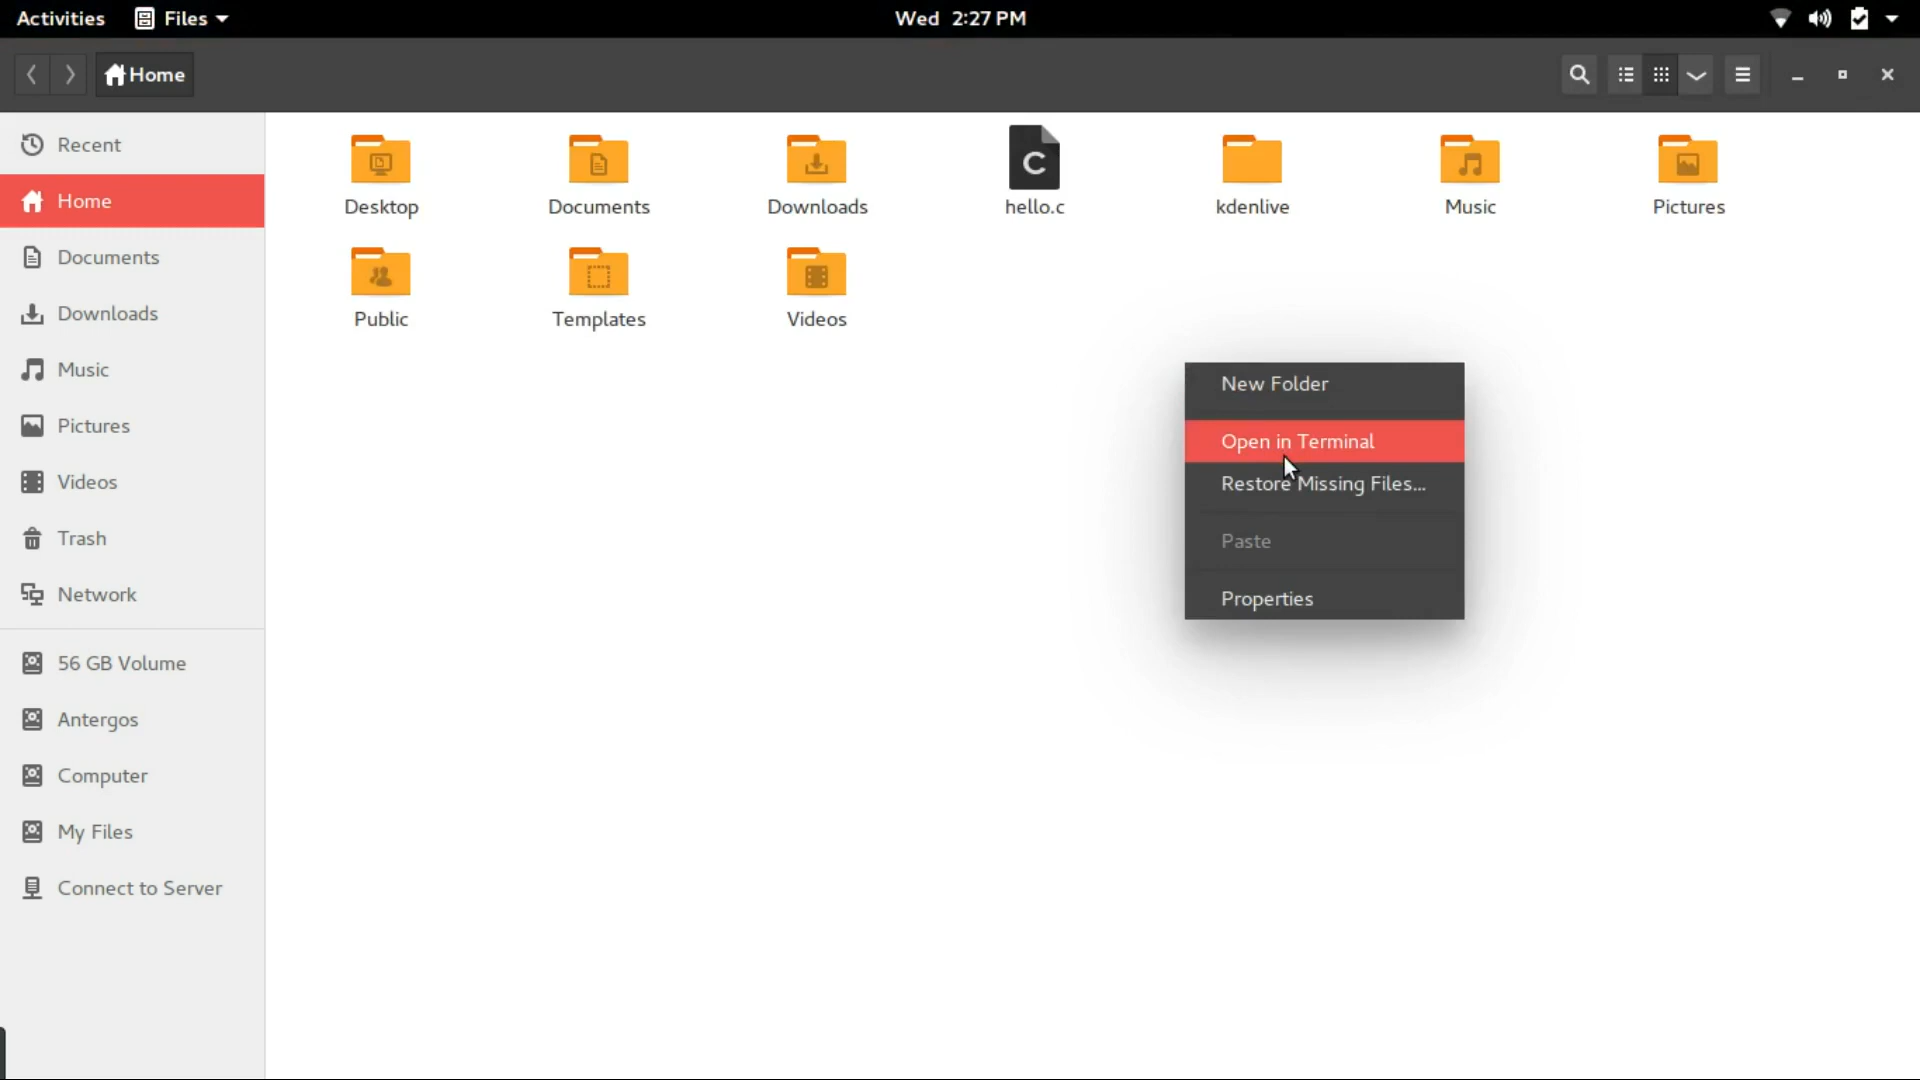 Activities Files Wed 2:27 PM
Home
Recent
Home
Documents
Downloads
Music
Pictures
Videos
Trash
Network
56 GB Volume
Antergos
Computer
My Files
Connect to Server
C
Desktop Documents Downloads hello.c kdenlive Music Pictures
Public Templates Videos
New Folder
Open in Terminal
Restore Missing Files...
Paste
Properties